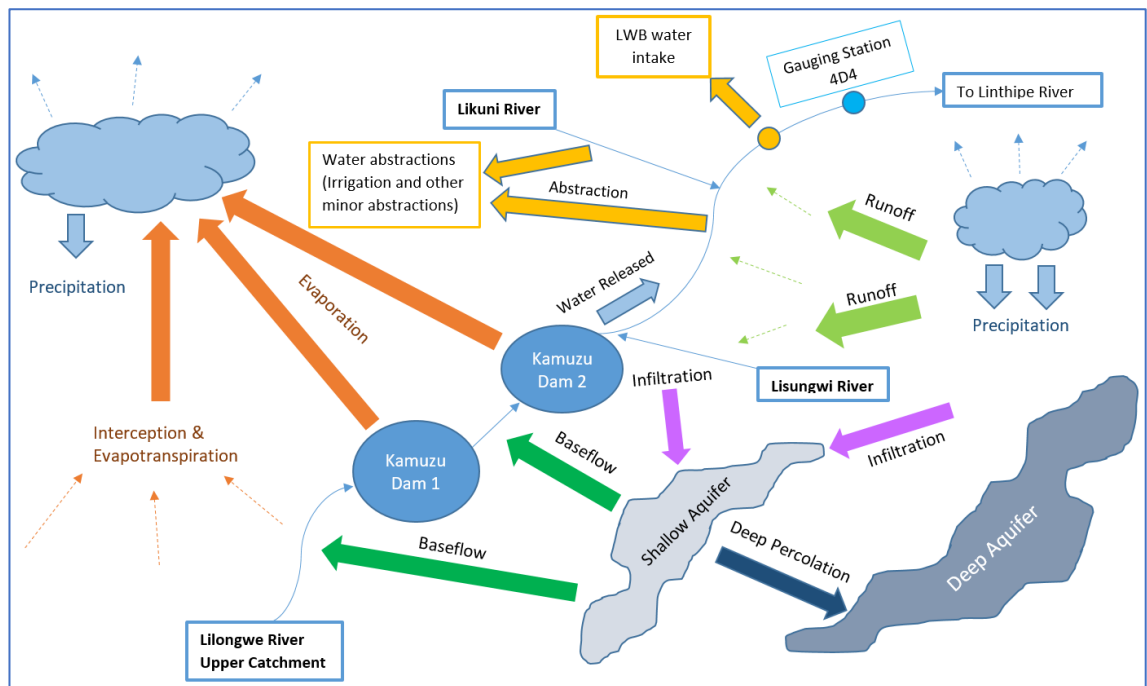 LWB water
intake
Gauging Station
4D4
To Linthipe River
Likuni River
Water abstractions
(Irrigation and other
minor abstractions)
Abstraction
Runoff
Precipitation
Evaporation
Water Released
Runoff
Precipitation
Kamuzu
Dam 2
Infiltration
Lisungwi River
Interception &
Evapotranspiration
Kamuzu
Dam 1
Baseflow
Infiltration
Shallow Aquifer
Deep Aquifer
Baseflow
Deep Percolation
Lilongwe River
Upper Catchment